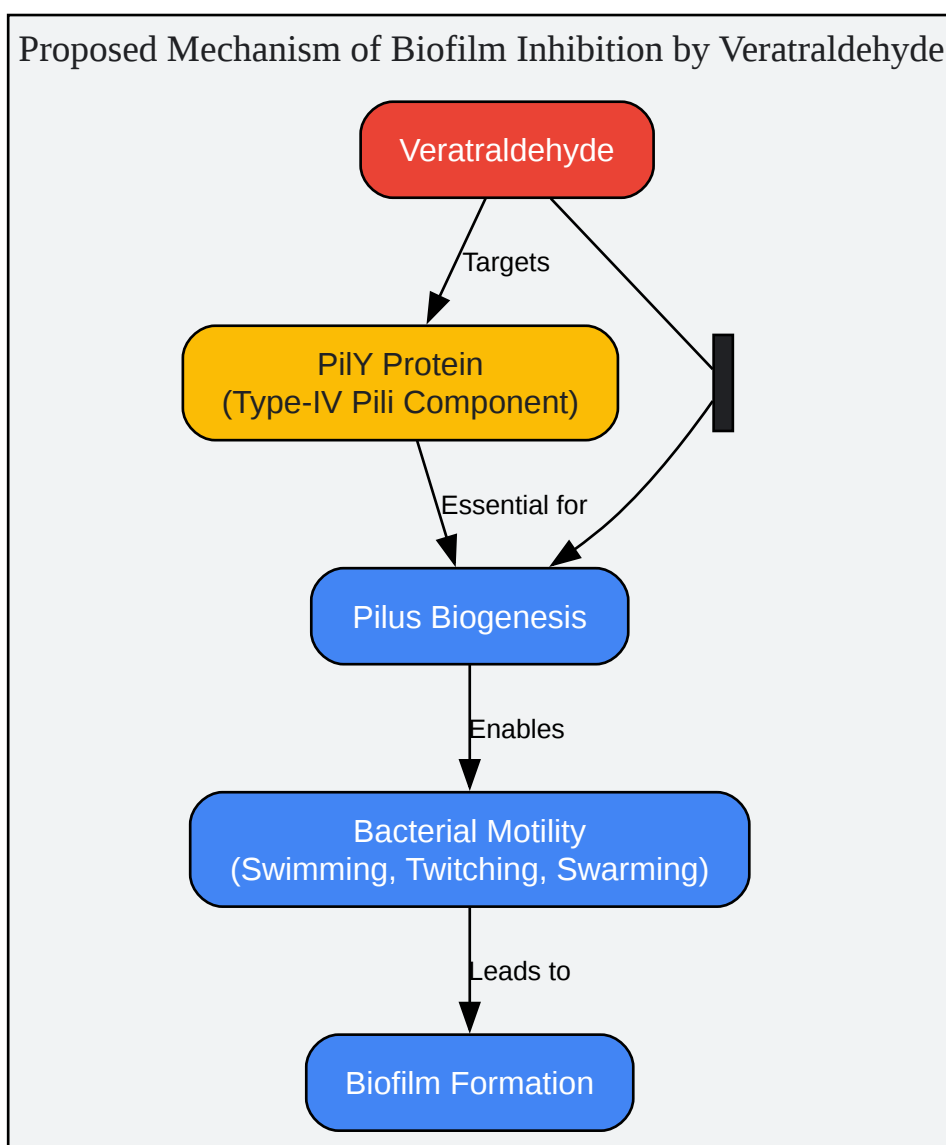 Proposed Mechanism of Biofilm Inhibition by Veratraldehyde
Veratraldehyde
Targets
PilY Protein
(Type-IV Pili Component)
Essential for
Pilus Biogenesis
Enables
Bacterial Motility
(Swimming, Twitching, Swarming)
Leads to
Biofilm Formation